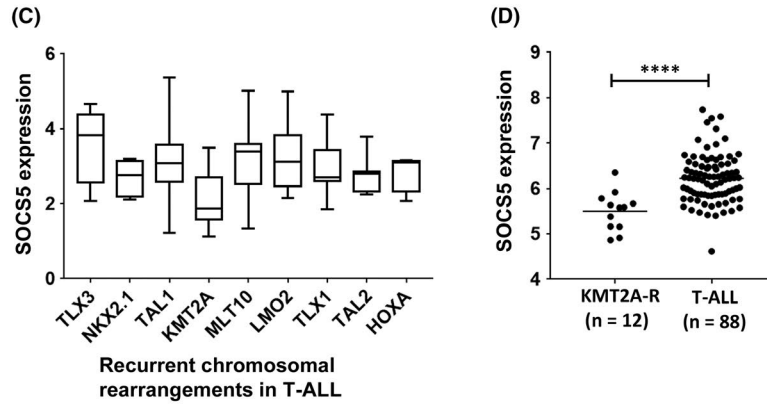 (C)
SOCS5 expression
6
4
2
0
TLX3
NKX2.1
TAL1
KMT2A
MLT10
LMO2
TLX1
TAL2
HOXA
Recurrent chromosomal
rearrangements in T-ALL
(D)
SOCS5 expression
9
8
7
6
5
4
****
KMT2A-R
(n = 12)
T-ALL
(n = 88)